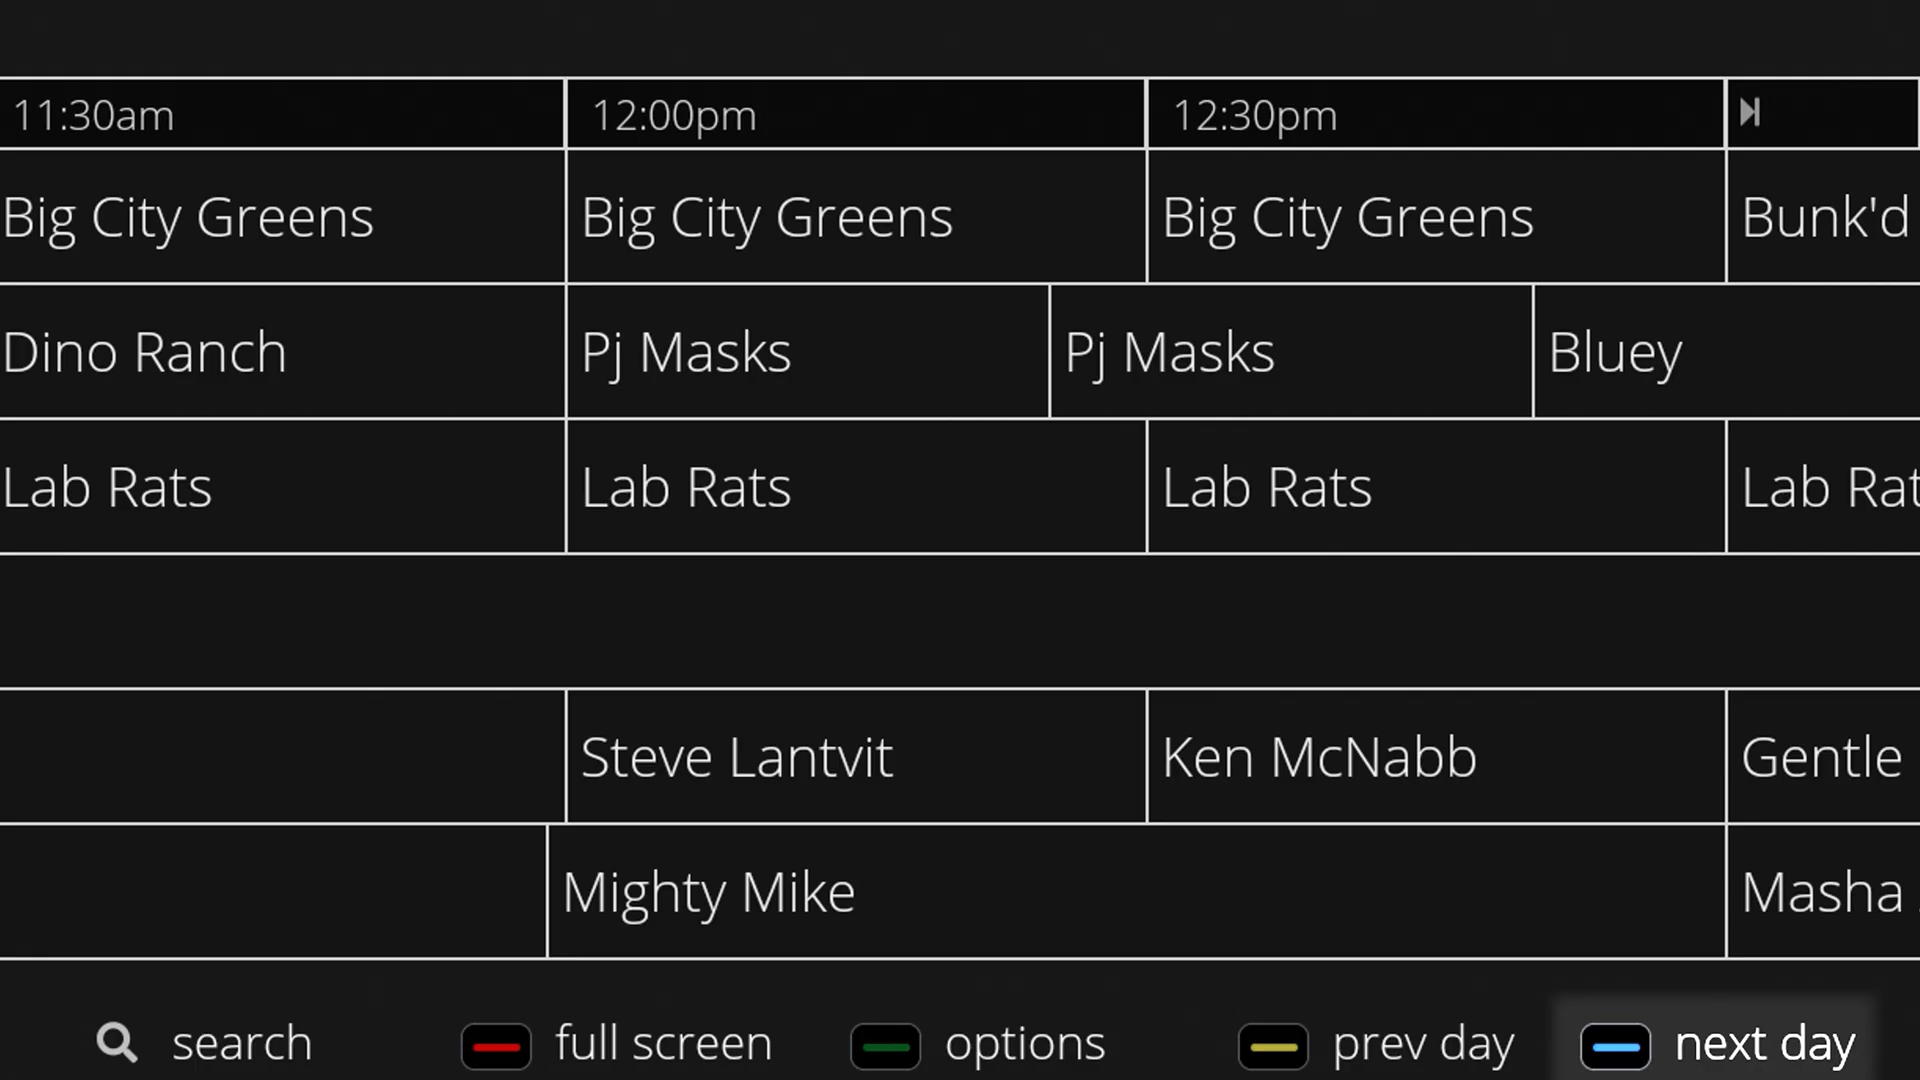 11:30am 12:00pm 12:30pm
Big City Greens Big City Greens Big City Greens Bunk'd
Dino Ranch Pj Masks Pj Masks Bluey
Lab Rats Lab Rats Lab Rats Lab Rat
Steve Lantvit Ken McNabb Gentle
Mighty Mike Masha
search full screen options prev day next day